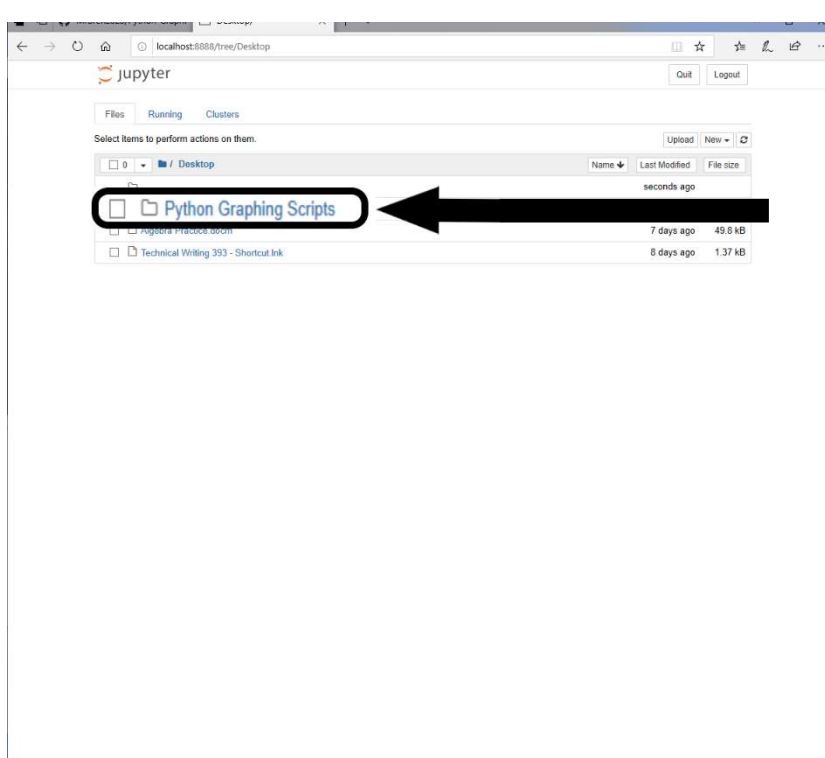 Desktop/
localhost:8888/tree/Desktop
jupyter
Quit
Logout
Files
Running
Clusters
Select items to perform actions on them.
Upload
New
0
/ Desktop
Name
Last Modified
File size
..
seconds ago
Python Graphing Scripts
Algebra Practice.docm
7 days ago
49.8 kB
Technical Writing 393 - Shortcut.lnk
8 days ago
1.37 kB